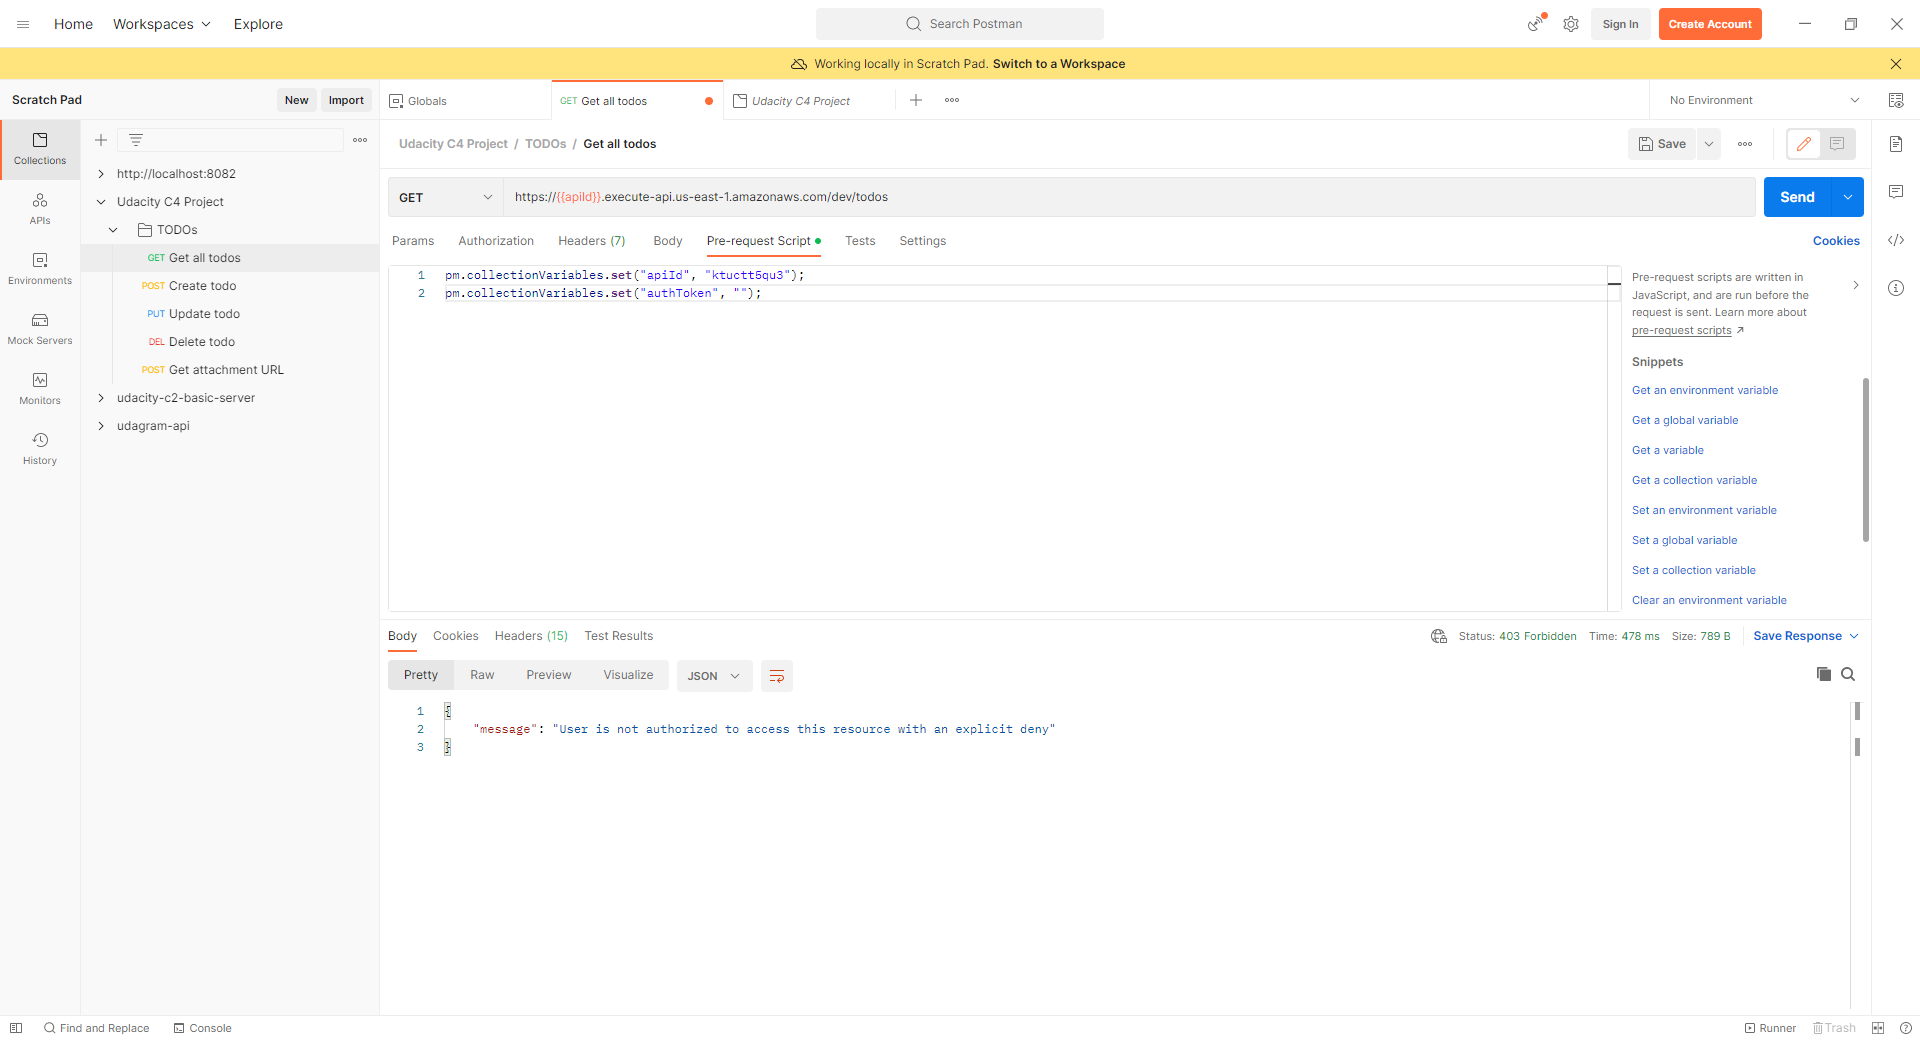 Home
Workspaces
Explore
Search Postman
Sign In
Create Account
Working locally in Scratch Pad. Switch to a Workspace
Scratch Pad
New
Import
Globals
GET Get all todos
Udacity C4 Project
No Environment
Collections
APIs
Environments
Mock Servers
Monitors
History
http://localhost:8082
Udacity C4 Project
TODOs
GET Get all todos
POST Create todo
PUT Update todo
DEL Delete todo
POST Get attachment URL
udacity-c2-basic-server
udagram-api
Udacity C4 Project / TODOs / Get all todos
Save
GET
https://{{apiId}}.execute-api.us-east-1.amazonaws.com/dev/todos
Send
Params
Authorization
Headers (7)
Body
Pre-request Script
Tests
Settings
Cookies
1 pm.collectionVariables.set("apiId", "ktuctt5qu3");
2 pm.collectionVariables.set("authToken", "");
Pre-request scripts are written in
JavaScript, and are run before the
request is sent. Learn more about
pre-request scripts
Snippets
Get an environment variable
Get a global variable
Get a variable
Get a collection variable
Set an environment variable
Set a global variable
Set a collection variable
Clear an environment variable
Body
Cookies
Headers (15)
Test Results
Status: 403 Forbidden
Time: 478 ms
Size: 789 B
Save Response
Pretty
Raw
Preview
Visualize
JSON
1 {
2 "message": "User is not authorized to access this resource with an explicit deny"
3 }
Find and Replace
Console
Runner
Trash